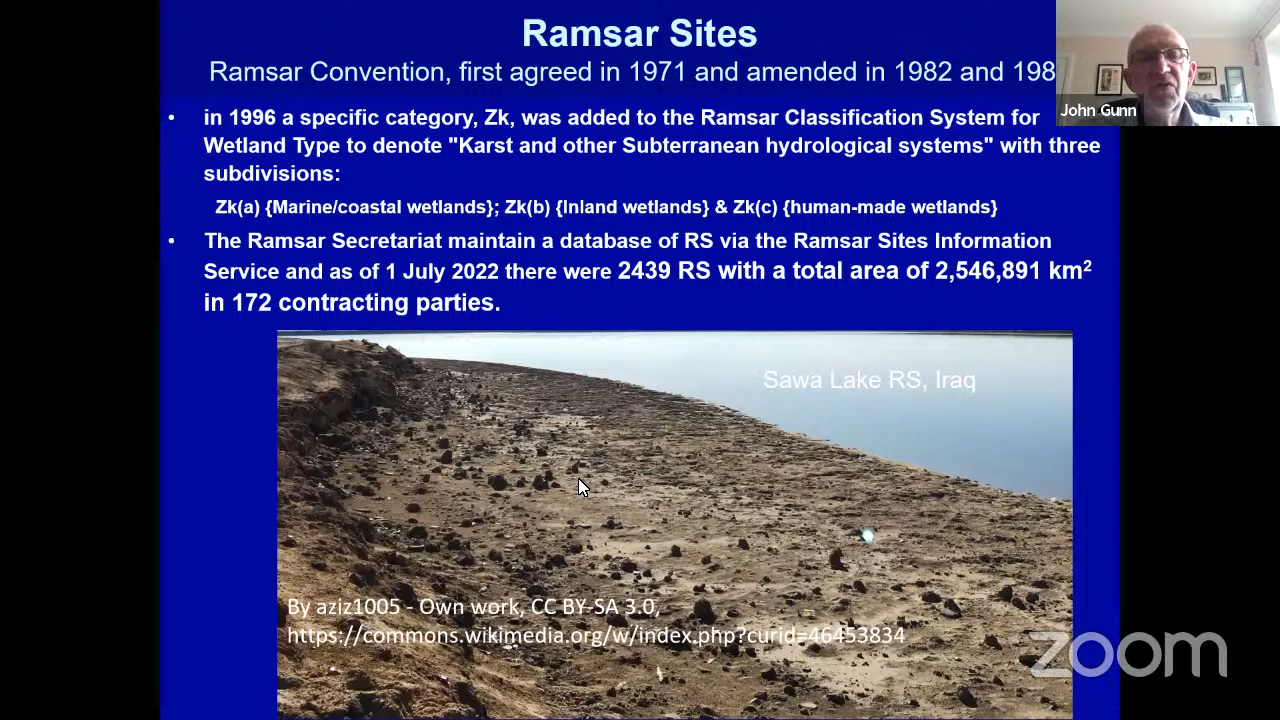 Ramsar Sites
Ramsar Convention, first agreed in 1971 and amended in 1982 and 198
John Gunn
• in 1996 a specific category, Zk, was added to the Ramsar Classification System for
Wetland Type to denote "Karst and other Subterranean hydrological systems" with three
subdivisions:
Zk(a) {Marine/coastal wetlands}; Zk(b) {Inland wetlands} & Zk(c) {human-made wetlands}
• The Ramsar Secretariat maintain a database of RS via the Ramsar Sites Information
Service and as of 1 July 2022 there were 2439 RS with a total area of 2,546,891 km²
in 172 contracting parties.
Sawa Lake RS, Iraq
By aziz1005 - Own work, CC BY-SA 3.0,
https://commons.wikimedia.org/w/index.php?curid=46453834
zoom